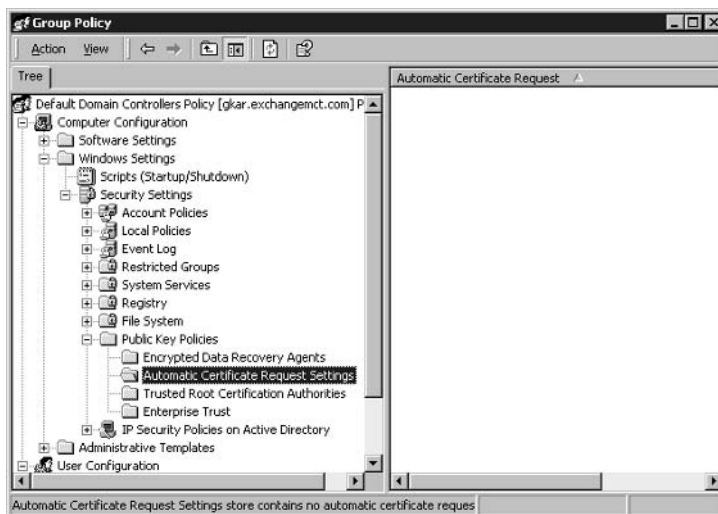 Group Policy
Action View
Tree
Automatic Certificate Request
Default Domain Controllers Policy [gkar.exchangemct.com] P
Computer Configuration
Software Settings
Windows Settings
Scripts (Startup/Shutdown)
Security Settings
Account Policies
Local Policies
Event Log
Restricted Groups
System Services
Registry
File System
Public Key Policies
Encrypted Data Recovery Agents
Automatic Certificate Request Settings
Trusted Root Certification Authorities
Enterprise Trust
IP Security Policies on Active Directory
Administrative Templates
User Configuration
Automatic Certificate Request Settings store contains no automatic certificate reques